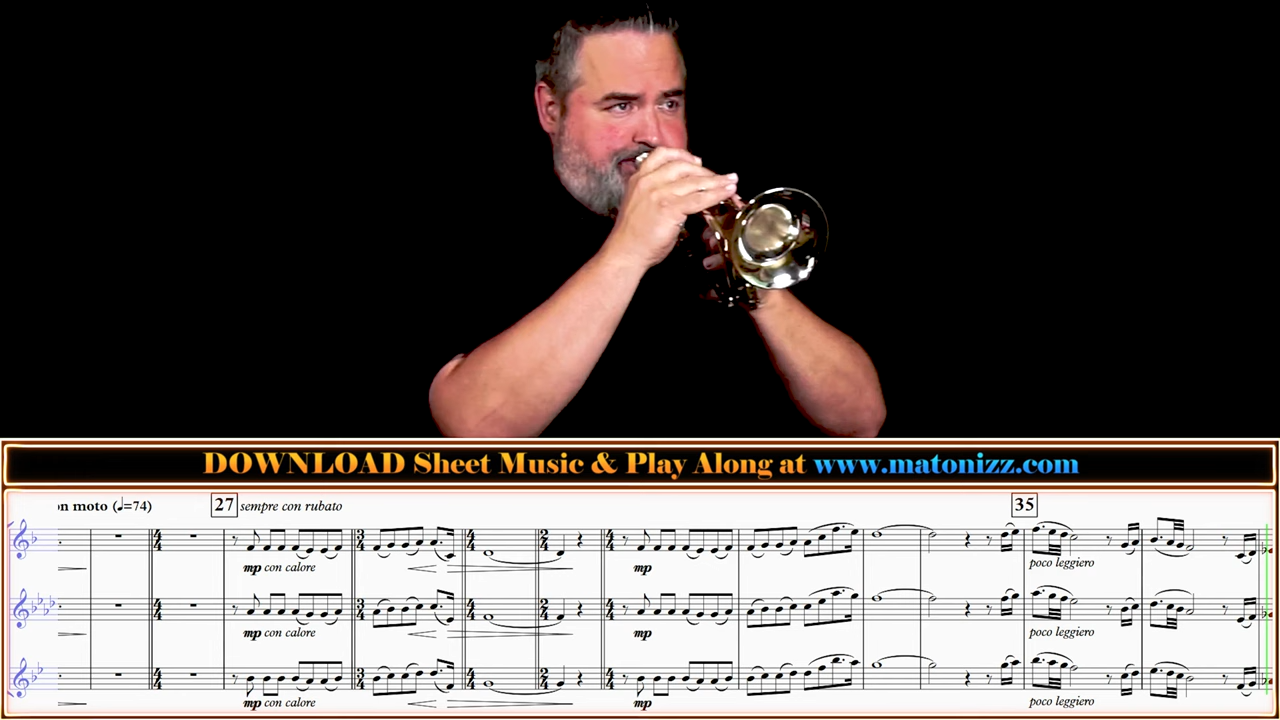 DOWNLOAD Sheet Music & Play Along at www.matonizz.com
on moto (♩=74) 27 sempre con rubato 35
mp con calore mp poco leggiero
mp con calore mp poco leggiero
mp con calore mp poco leggiero